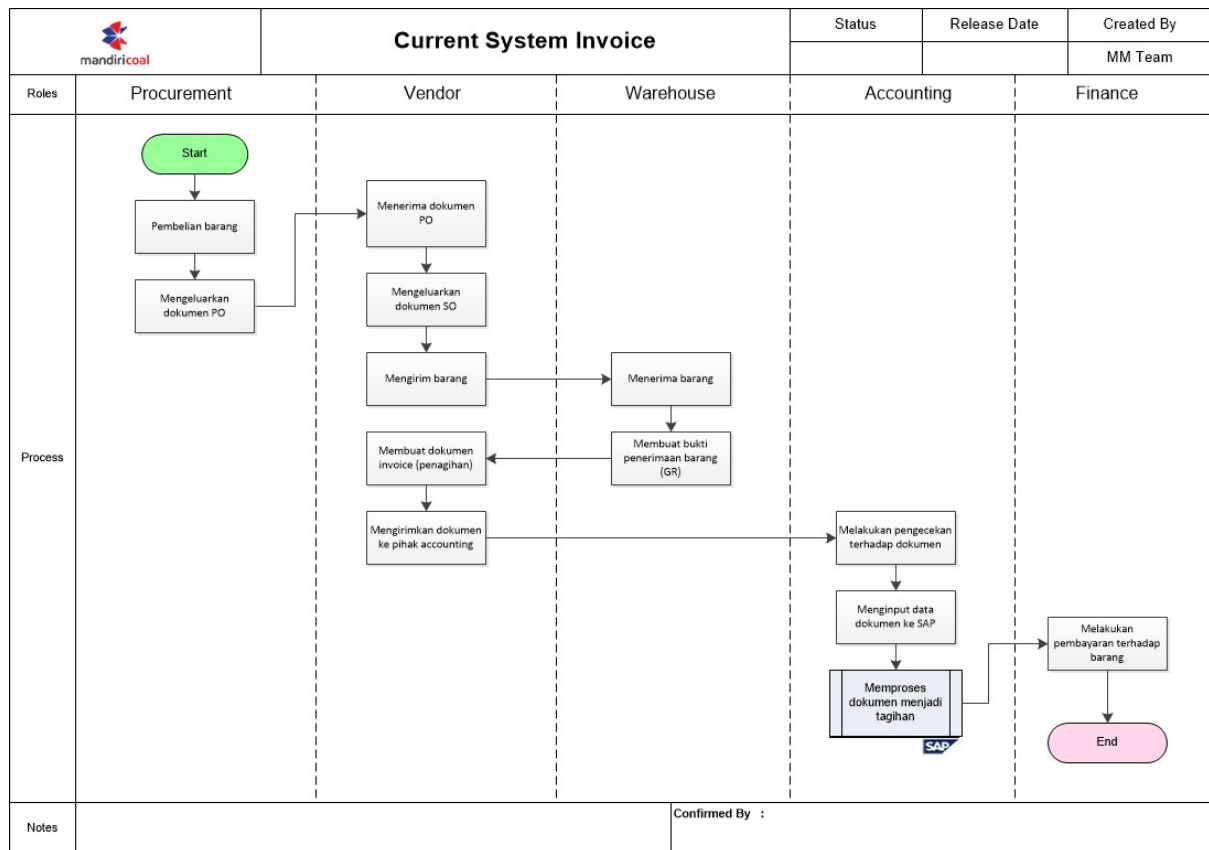 mandiricoal
Current System Invoice
Status
Release Date
Created By
MM Team
Roles
Procurement
Vendor
Warehouse
Accounting
Finance
Process
Start
Pembelian barang
Mengeluarkan
dokumen PO
Menerima dokumen
PO
Mengeluarkan
dokumen SO
Mengirim barang
Menerima barang
Membuat bukti
penerimaan barang
(GR)
Membuat dokumen
invoice (penagihan)
Mengirimkan dokumen
ke pihak accounting
Melakukan pengecekan
terhadap dokumen
Menginput data
dokumen ke SAP
Memproses
dokumen menjadi
tagihan
SAP
Melakukan
pembayaran terhadap
barang
End
Notes
Confirmed By :